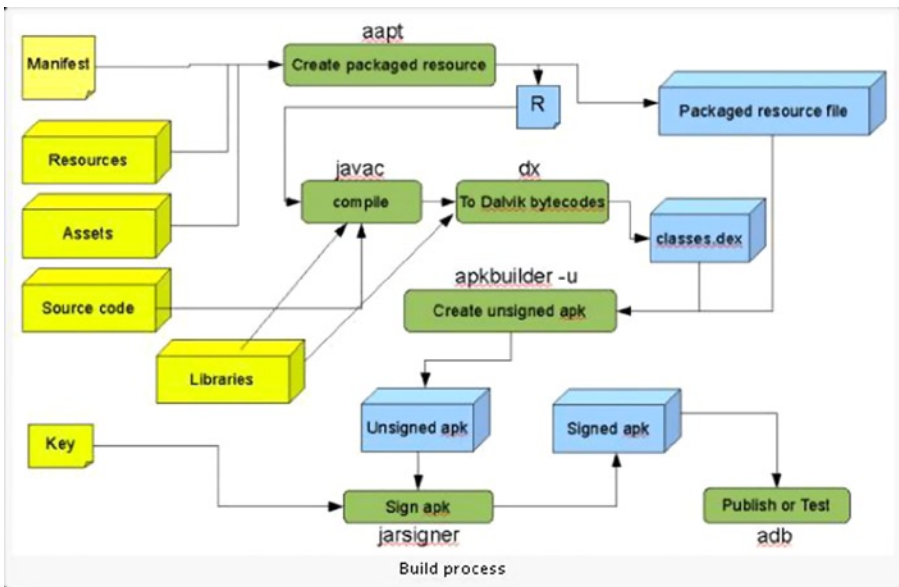 aapt
Manifest
Create packaged resource
R
Packaged resource file
Resources
javac
dx
compile
To Dalvik bytecodes
Assets
classes.dex
apkbuilder -u
Source code
Create unsigned apk
Libraries
Unsigned apk
Signed apk
Key
Sign apk
Publish or Test
jarsigner
adb
Build process